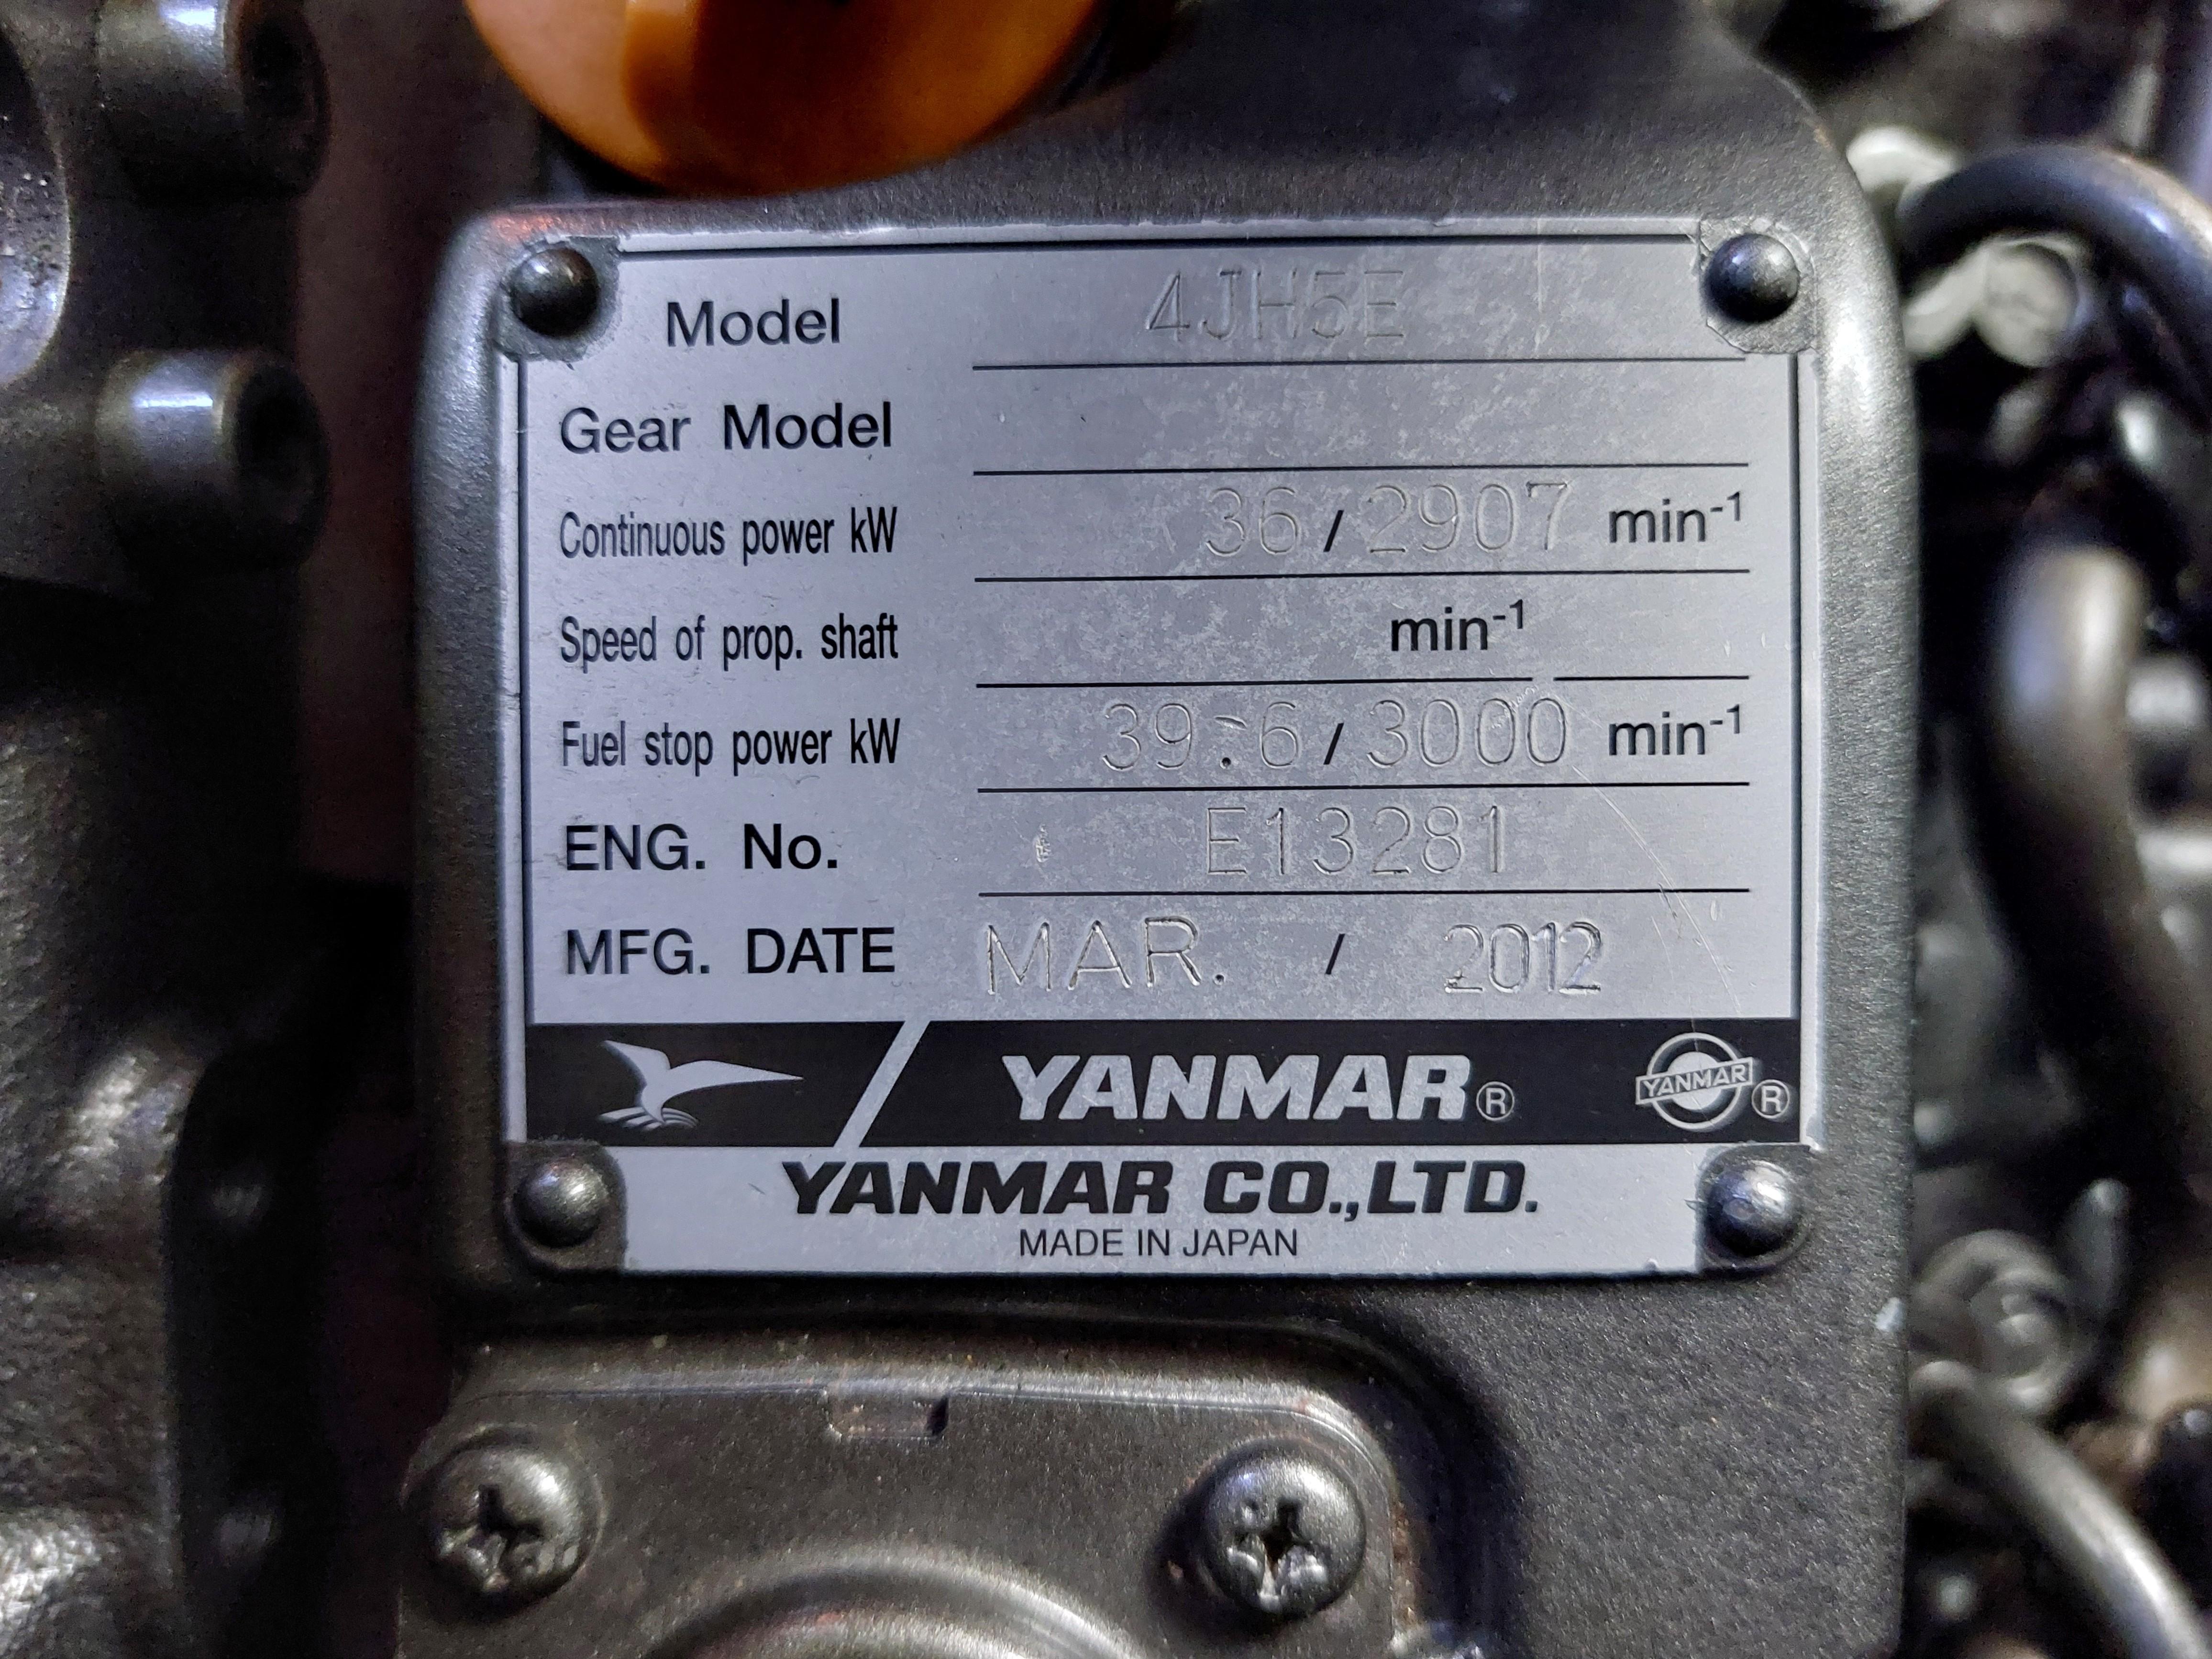 Model 4JH5E
Gear Model
Continuous power kW 36 / 2907 min⁻¹
Speed of prop. shaft min⁻¹
Fuel stop power kW 39.6 / 3000 min⁻¹
ENG. No. E13281
MFG. DATE MAR. / 2012
YANMAR® YANMAR®
YANMAR CO.,LTD.
MADE IN JAPAN